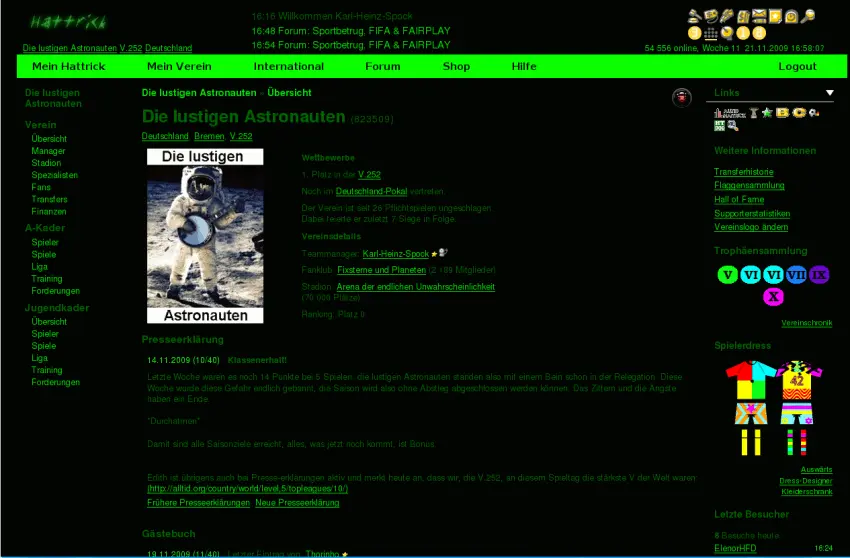 Hattrick
16:16 Willkommen Karl-Heinz-Spock
16:48 Forum: Sportbetrug, FIFA & FAIRPLAY
16:54 Forum: Sportbetrug, FIFA & FAIRPLAY
Die lustigen Astronauten V.252 Deutschland
54 556 online, Woche 11 21.11.2009 16:58:07
Mein Hattrick Mein Verein International Forum Shop Hilfe Logout
Die lustigen
Astronauten
Verein
Übersicht
Manager
Stadion
Spezialisten
Fans
Transfers
Finanzen
A-Kader
Spieler
Spiele
Liga
Training
Forderungen
Jugendkader
Übersicht
Spieler
Spiele
Liga
Training
Forderungen
Die lustigen Astronauten » Übersicht
Die lustigen Astronauten (623509)
Deutschland, Bremen, V.252
Die lustigen
Astronauten
Wettbewerbe
1. Platz in der V.252
Noch im Deutschland-Pokal vertreten.
Der Verein ist seit 26 Pflichtspielen ungeschlagen.
Dabei feierte er zuletzt 7 Siege in Folge.
Vereinsdetails
Teammanager: Karl-Heinz-Spock
Fanklub: Fixsterne und Planeten
Stadion: Arena der endlichen Unwahrscheinlichkeit
(76 000 Plätze)
Ranking: Platz 9
Presseerklärung
14.11.2009 (10/40) Klassenerhalt!
Letzte Woche waren es noch 14 Punkte bei 5 Spielen, die lustigen Astronauten standen also mit einem Bein schon in der Relegation. Diese
Woche wurde diese Gefahr endlich gebannt, die Saison wird also ohne Abstieg abgeschlossen werden können. Das Zittern und die Ängste
haben ein Ende.
*Durchatmen*
Damit sind alle Saisonziele erreicht, alles, was jetzt noch kommt, ist Bonus.
Edith ist übrigens auch bei Presse-erklärungen aktiv und merkt heute an, dass wir, die V.252, an diesem Spieltag die stärkste V der Welt waren:
(http://alltid.org/country/world/level,5/topleagues/10/)
Frühere Presseerklärungen Neue Presseerklärung
Gästebuch
19.11.2009 (11/40) Letzter Eintrag von Thorinho
Links
Weitere Informationen
Transferhistorie
Flaggensammlung
Hall of Fame
Supporterstatistiken
Vereinslogo ändern
Trophäensammlung
V VI VI VII IX
X
Vereinschronik
Spielerdress
42
Auswärts
Dress-Designer
Kleiderschrank
Letzte Besucher
8 Besuche heute
ElenorHFD 16:24